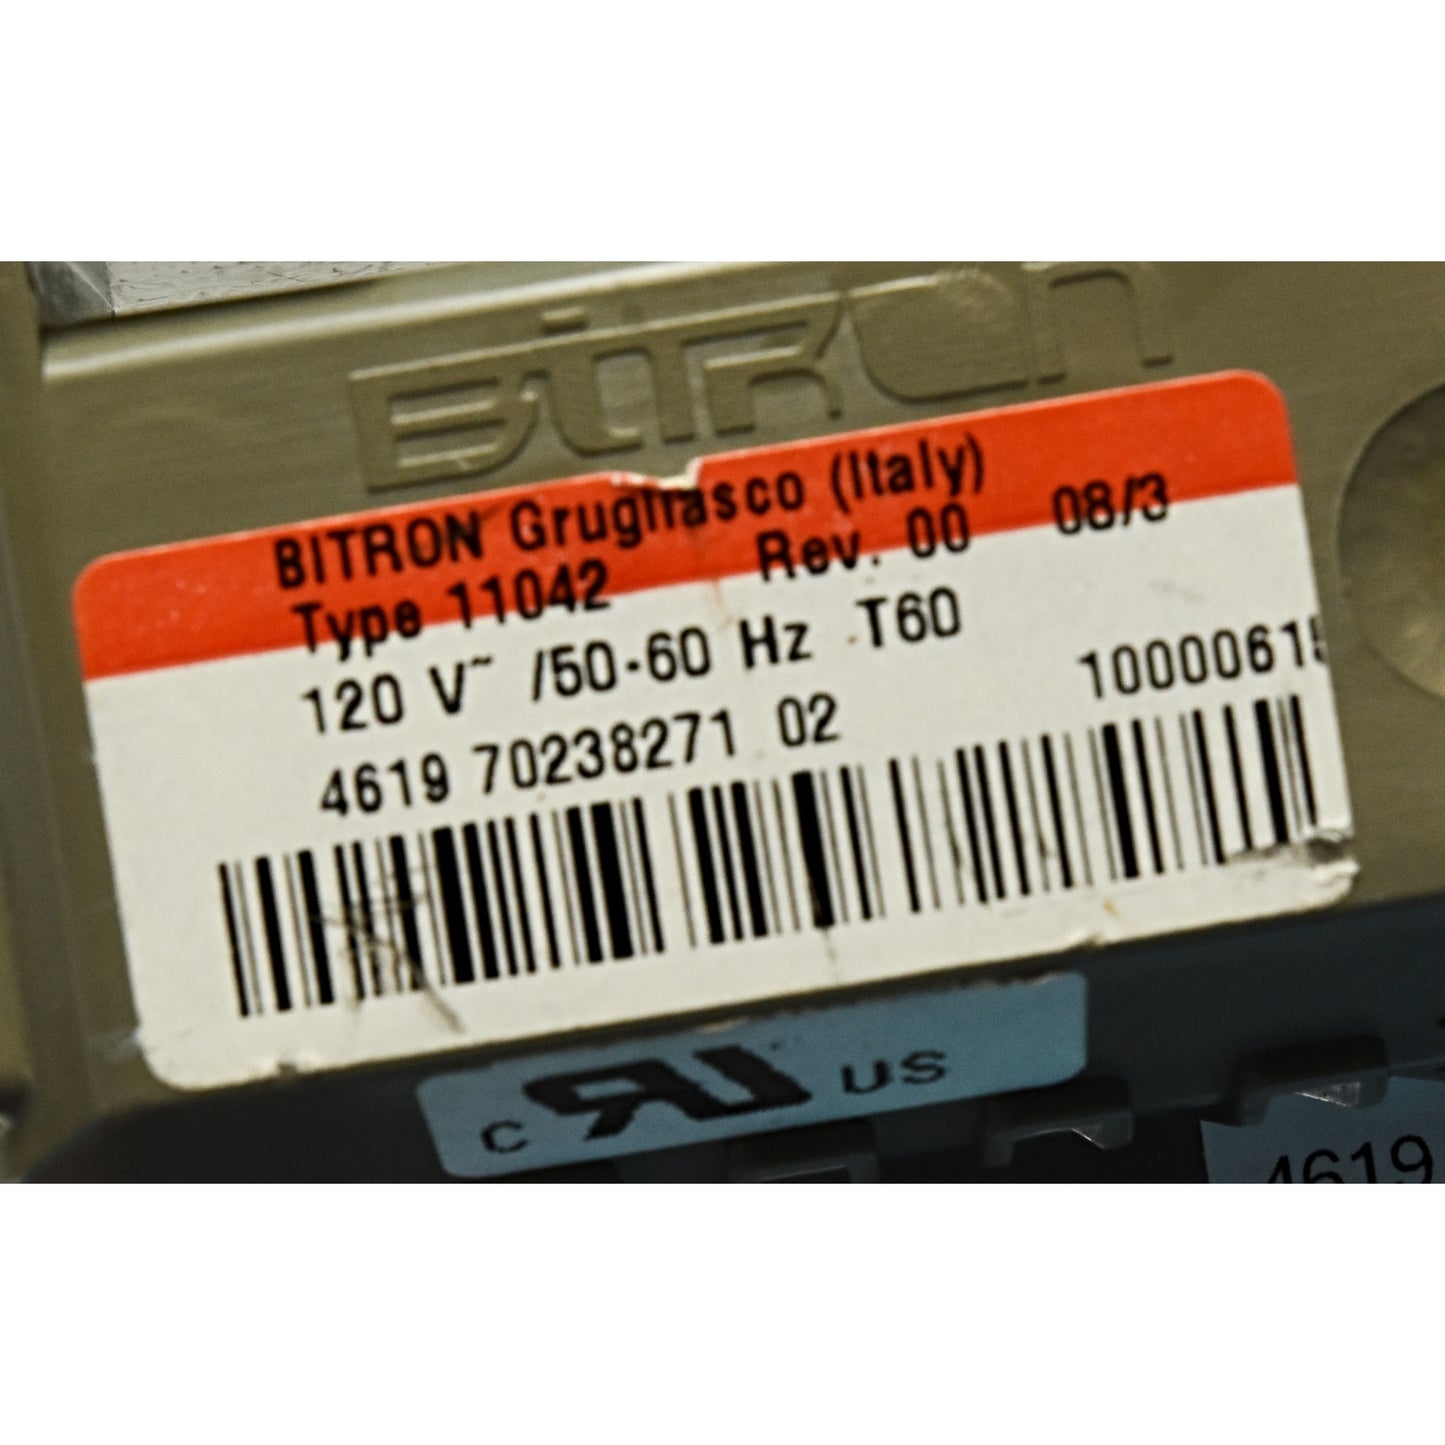 BiTRon
BITRON Grugliasco (Italy)
Type 11042 Rev. 00 08/3
120 V~ /50-60 Hz T60
4619 70238271 02 10000615
c RU US
4619